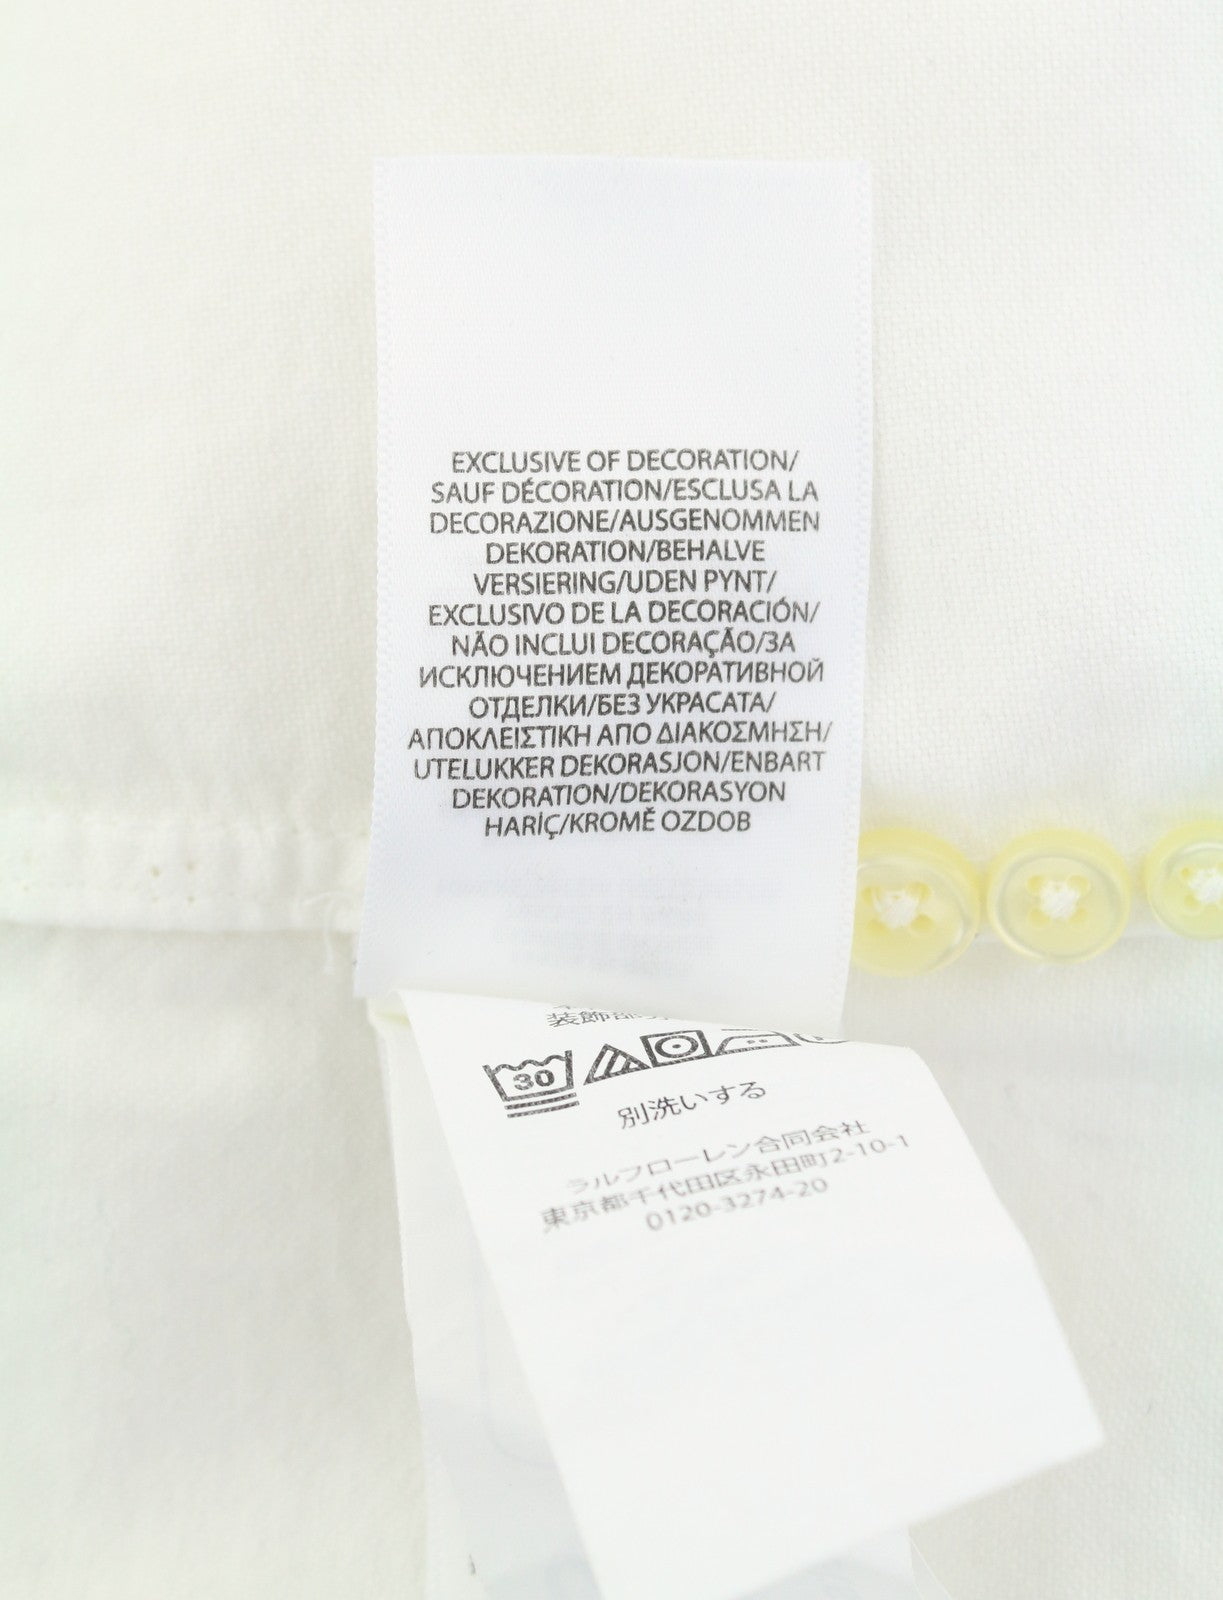 EXCLUSIVE OF DECORATION/
SAUF DÉCORATION/ESCLUSA LA
DECORAZIONE/AUSGENOMMEN
DEKORATION/BEHALVE
VERSIERING/UDEN PYNT/
EXCLUSIVO DE LA DECORACIÓN/
NÃO INCLUI DECORAÇÃO/ЗА
ИСКЛЮЧЕНИЕМ ДЕКОРАТИВНОЙ
ОТДЕЛКИ/БЕЗ УКРАСАТА/
ΑΠΟΚΛΕΙΣΤΙΚΗ ΑΠΟ ΔΙΑΚΟΣΜΗΣΗ/
UTELUKKER DEKORASJON/ENBART
DEKORATION/DEKORASYON
HARİÇ/KROMĚ OZDOB
装飾部
30
別洗いする
ラルフローレン合同会社
東京都千代田区永田町2-10-1
0120-3274-20